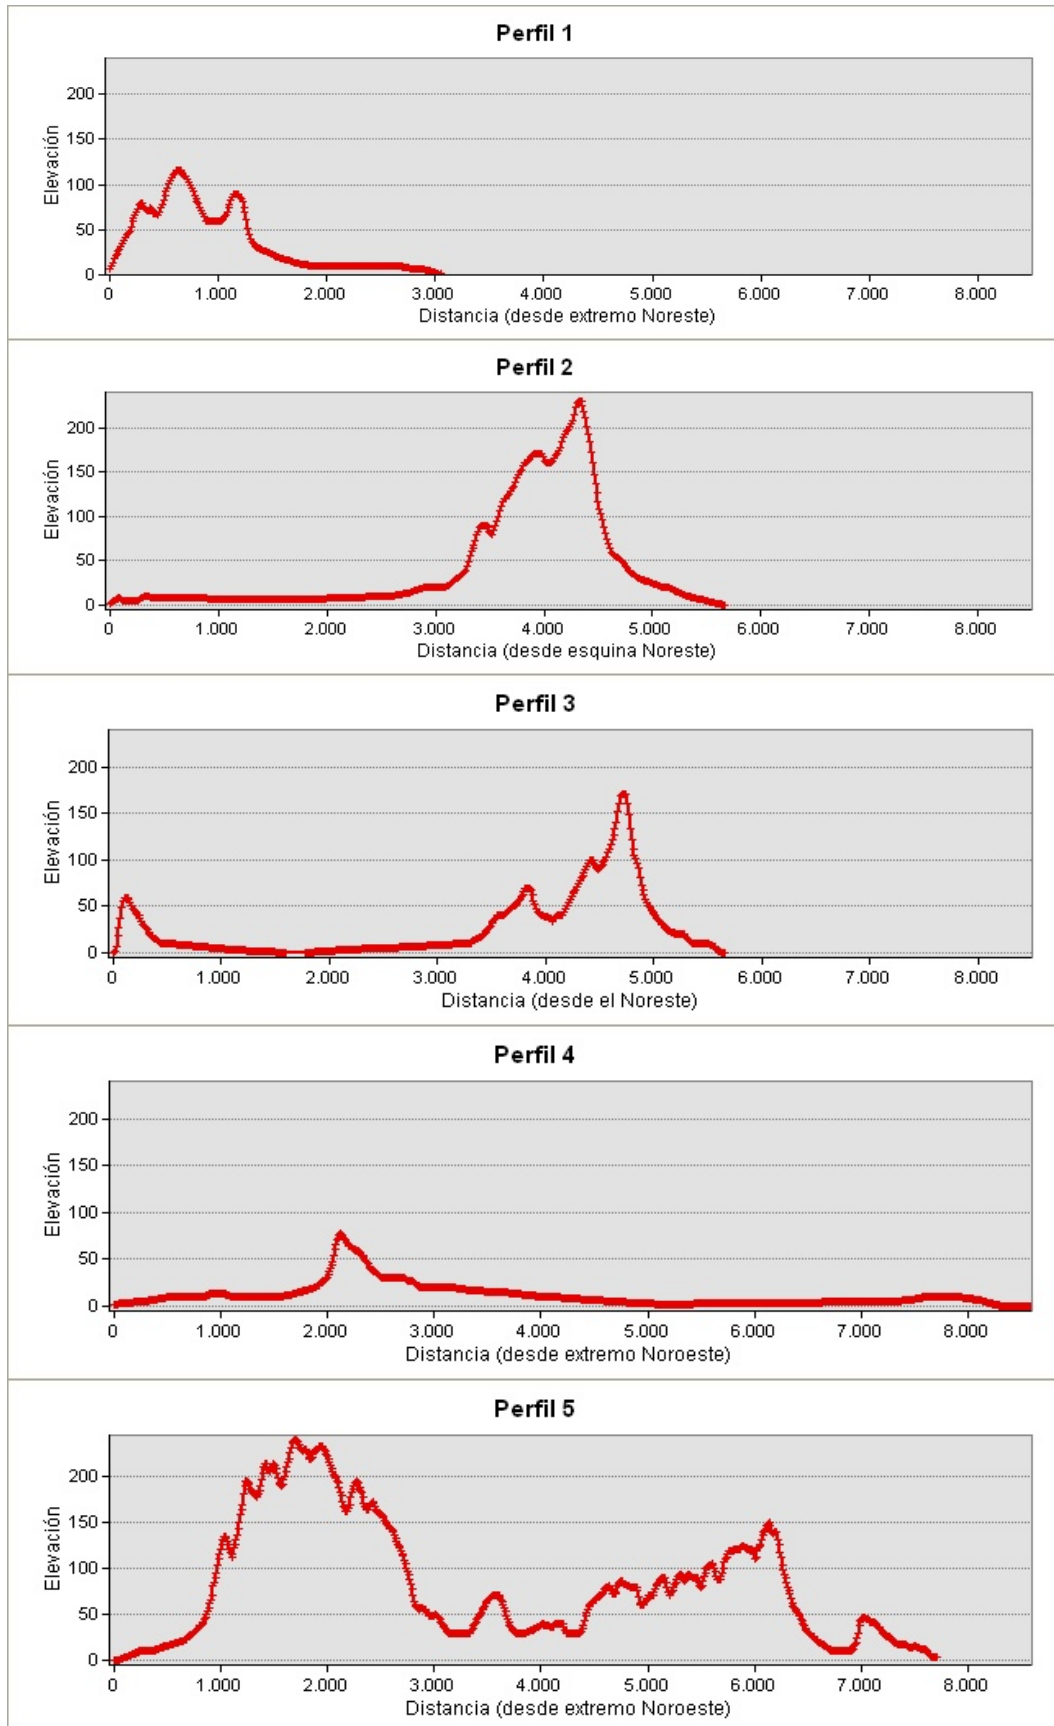 Perfil 1
Elevación
200
150
100
50
0
0 1.000 2.000 3.000 4.000 5.000 6.000 7.000 8.000
Distancia (desde extremo Noreste)
Perfil 2
Elevación
200
150
100
50
0
0 1.000 2.000 3.000 4.000 5.000 6.000 7.000 8.000
Distancia (desde esquina Noreste)
Perfil 3
Elevación
200
150
100
50
0
0 1.000 2.000 3.000 4.000 5.000 6.000 7.000 8.000
Distancia (desde el Noreste)
Perfil 4
Elevación
200
150
100
50
0
0 1.000 2.000 3.000 4.000 5.000 6.000 7.000 8.000
Distancia (desde extremo Noroeste)
Perfil 5
Elevación
200
150
100
50
0
0 1.000 2.000 3.000 4.000 5.000 6.000 7.000 8.000
Distancia (desde extremo Noroeste)